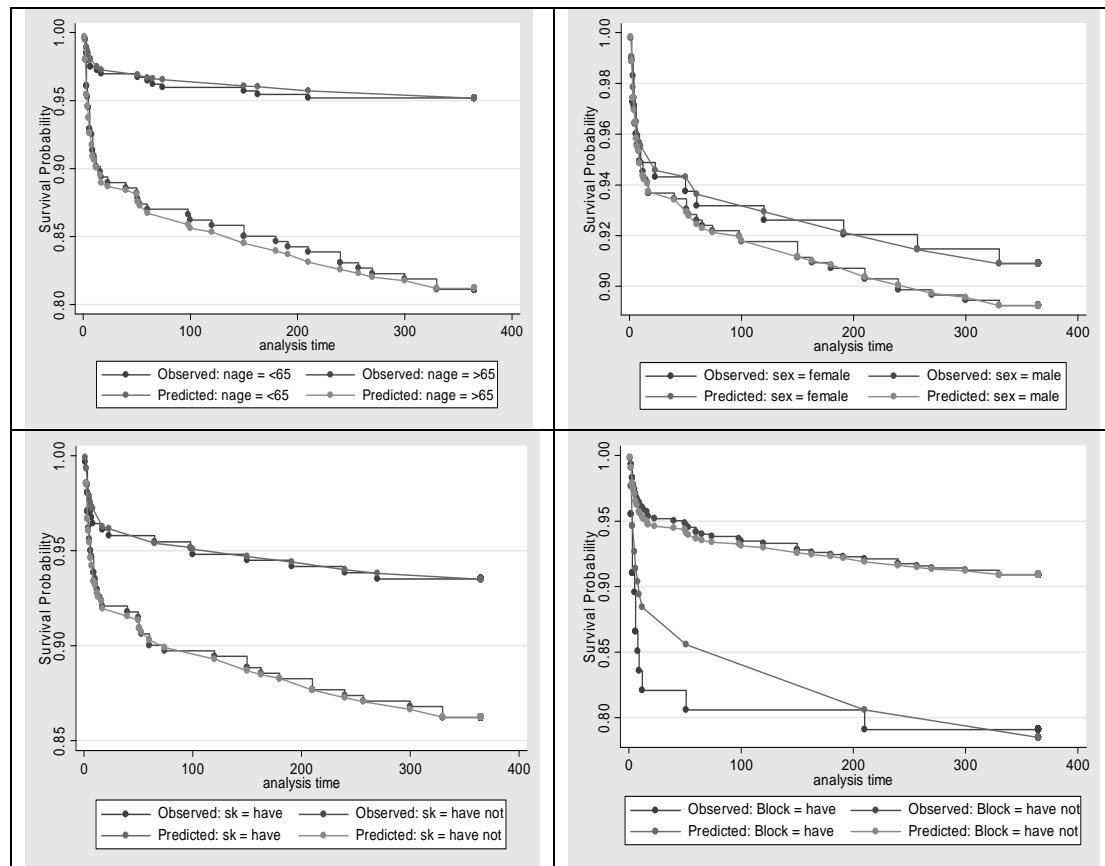 Survival Probability
1.00
0.95
0.90
0.85
0.80
0 100 200 300 400
analysis time
Observed: nage = <65 Observed: nage = >65
Predicted: nage = <65 Predicted: nage = >65
Survival Probability
1.00
0.98
0.96
0.94
0.92
0.90
0 100 200 300 400
analysis time
Observed: sex = female Observed: sex = male
Predicted: sex = female Predicted: sex = male
Survival Probability
1.00
0.95
0.90
0.85
0 100 200 300 400
analysis time
Observed: sk = have Observed: sk = have not
Predicted: sk = have Predicted: sk = have not
Survival Probability
1.00
0.95
0.90
0.85
0.80
0 100 200 300 400
analysis time
Observed: Block = have Observed: Block = have not
Predicted: Block = have Predicted: Block = have not